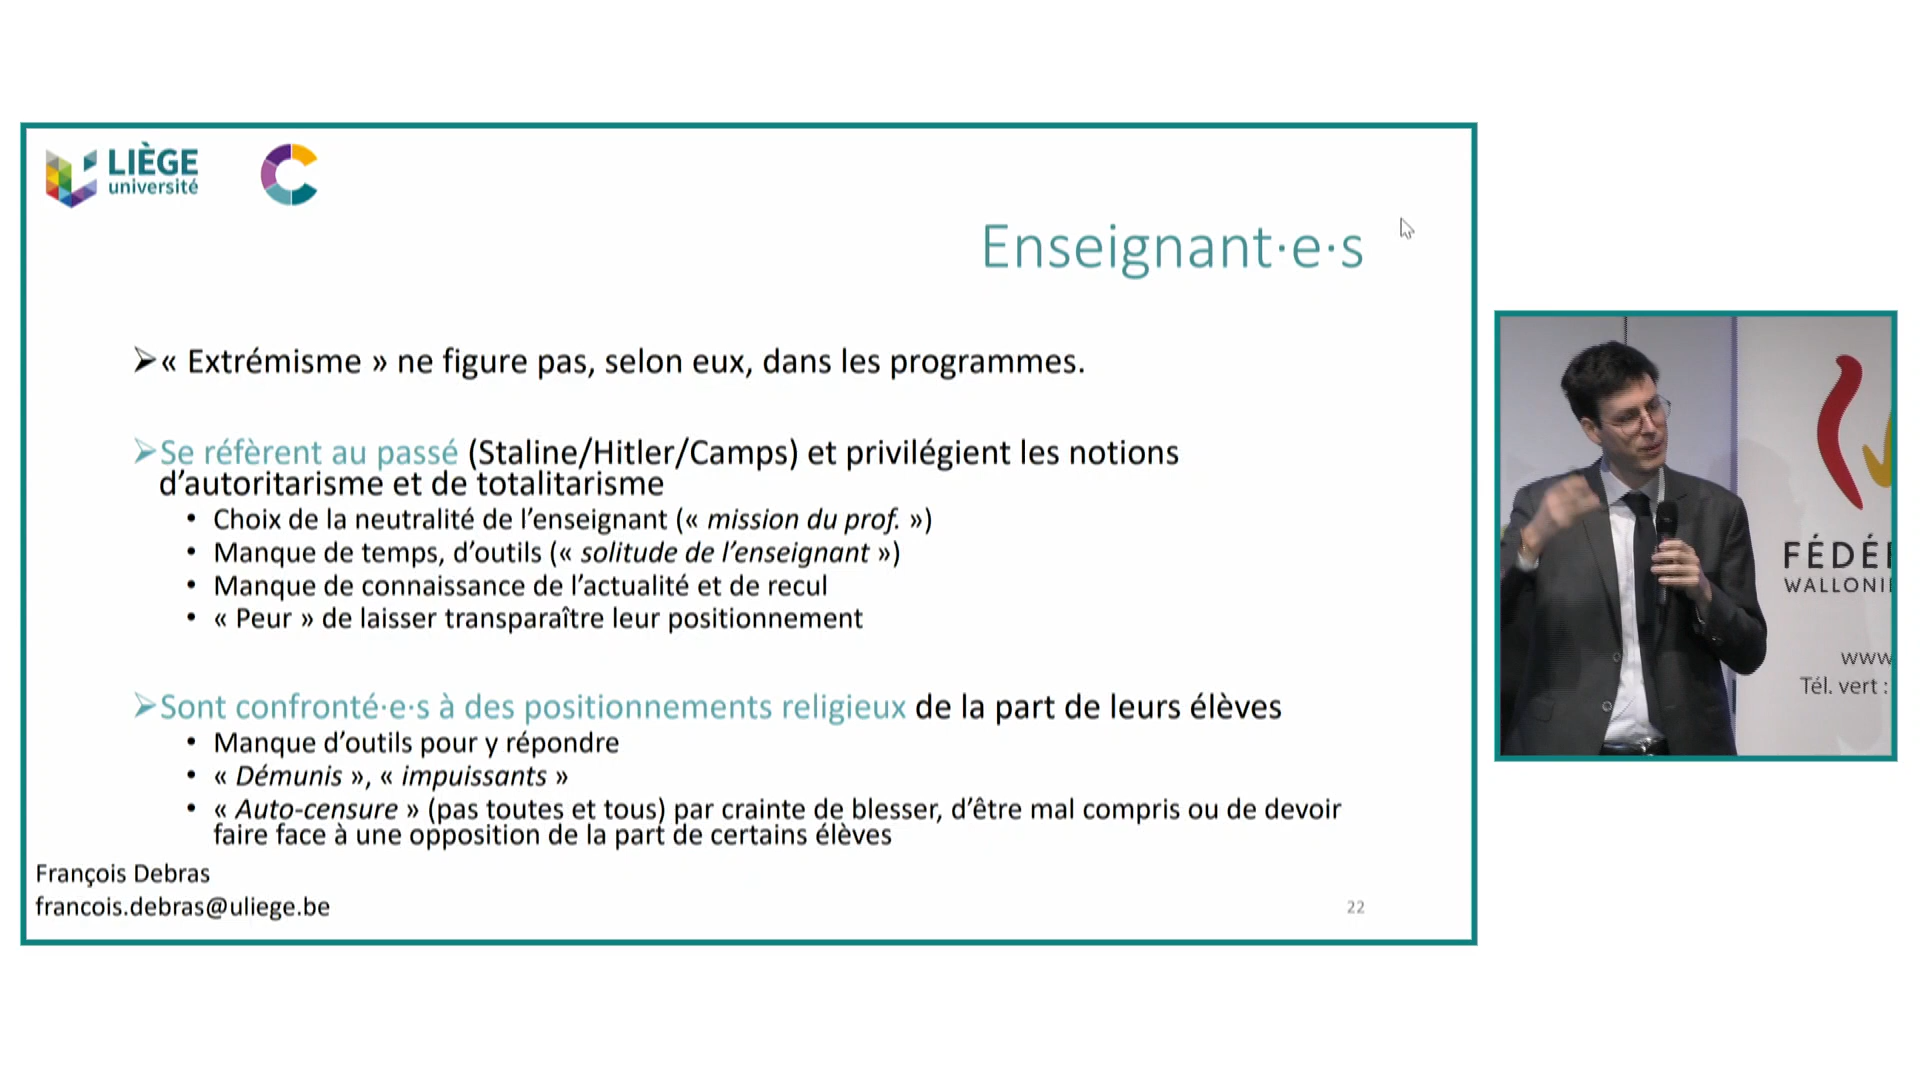 LIÈGE
université
Enseignant·e·s
« Extrémisme » ne figure pas, selon eux, dans les programmes.
Se réfèrent au passé (Staline/Hitler/Camps) et privilégient les notions
d’autoritarisme et de totalitarisme
• Choix de la neutralité de l’enseignant (« mission du prof. »)
• Manque de temps, d’outils (« solitude de l’enseignant »)
• Manque de connaissance de l’actualité et de recul
• « Peur » de laisser transparaître leur positionnement
Sont confronté·e·s à des positionnements religieux de la part de leurs élèves
• Manque d’outils pour y répondre
• « Démunis », « impuissants »
• « Auto-censure » (pas toutes et tous) par crainte de blesser, d’être mal compris ou de devoir
faire face à une opposition de la part de certains élèves
François Debras
francois.debras@uliege.be
22
FÉDÉ
WALLONI
www
Tél. vert :